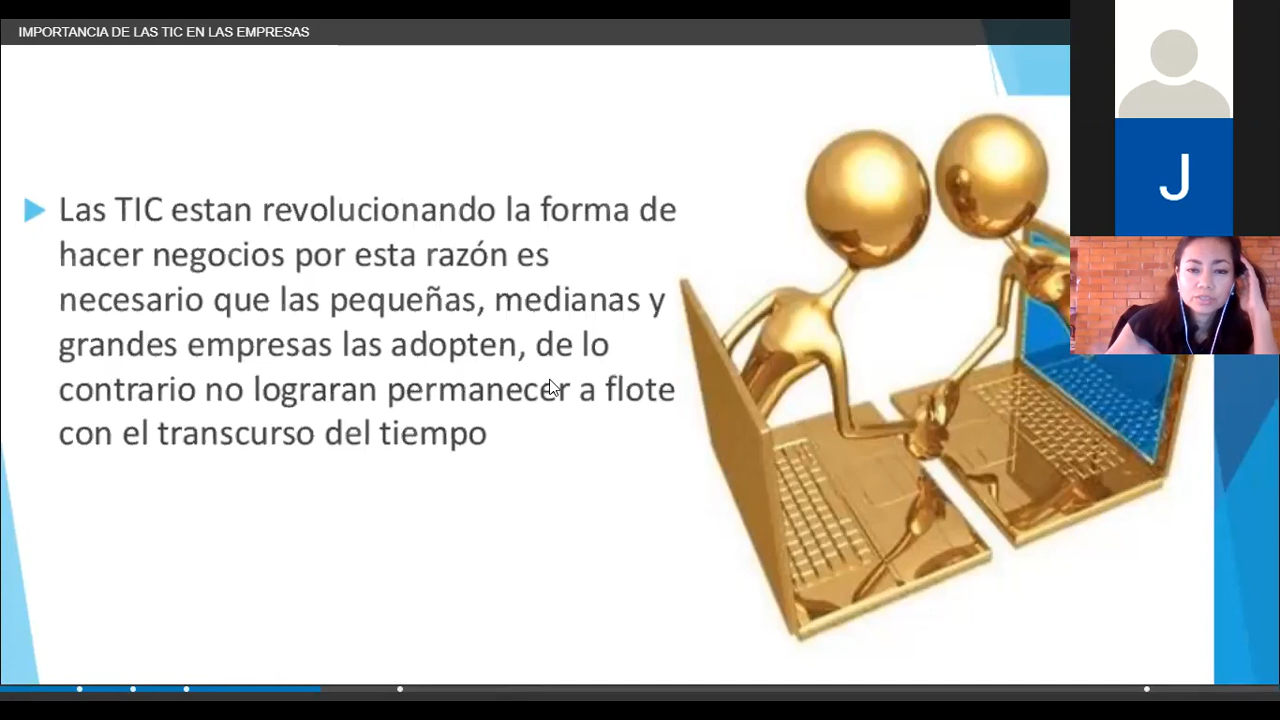 IMPORTANCIA DE LAS TIC EN LAS EMPRESAS
Las TIC estan revolucionando la forma de
hacer negocios por esta razón es
necesario que las pequeñas, medianas y
grandes empresas las adopten, de lo
contrario no lograran permanecer a flote
con el transcurso del tiempo
J